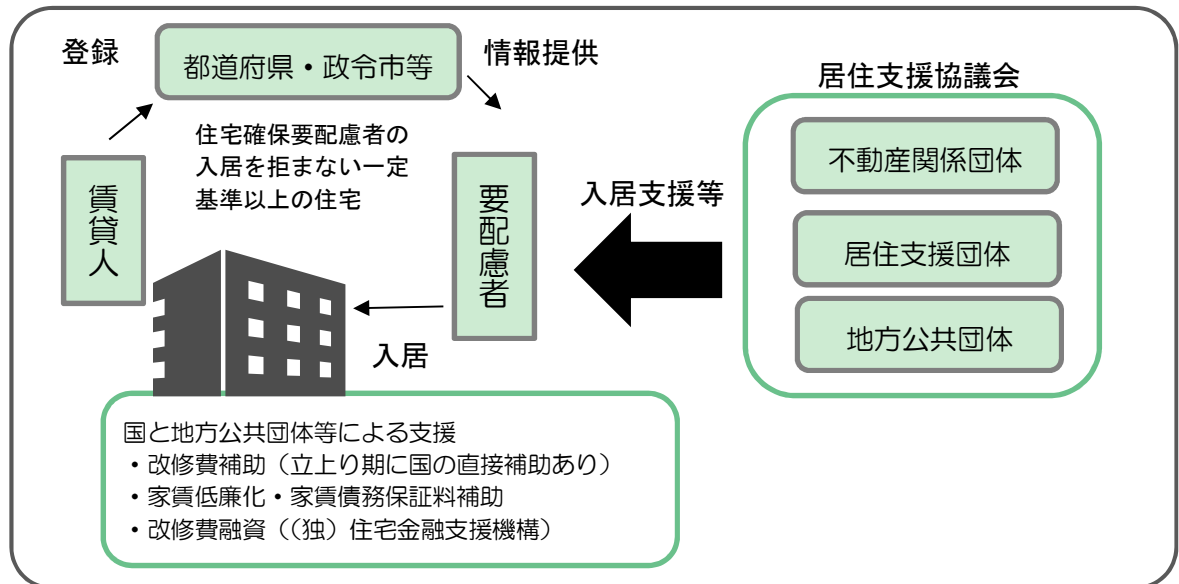 登録
都道府県・政令市等
情報提供
住宅確保要配慮者の
入居を拒まない一定
基準以上の住宅
賃貸人
要配慮者
入居
入居支援等
居住支援協議会
不動産関係団体
居住支援団体
地方公共団体
国と地方公共団体等による支援
・改修費補助（立上り期に国の直接補助あり）
・家賃低廉化・家賃債務保証料補助
・改修費融資（（独）住宅金融支援機構）